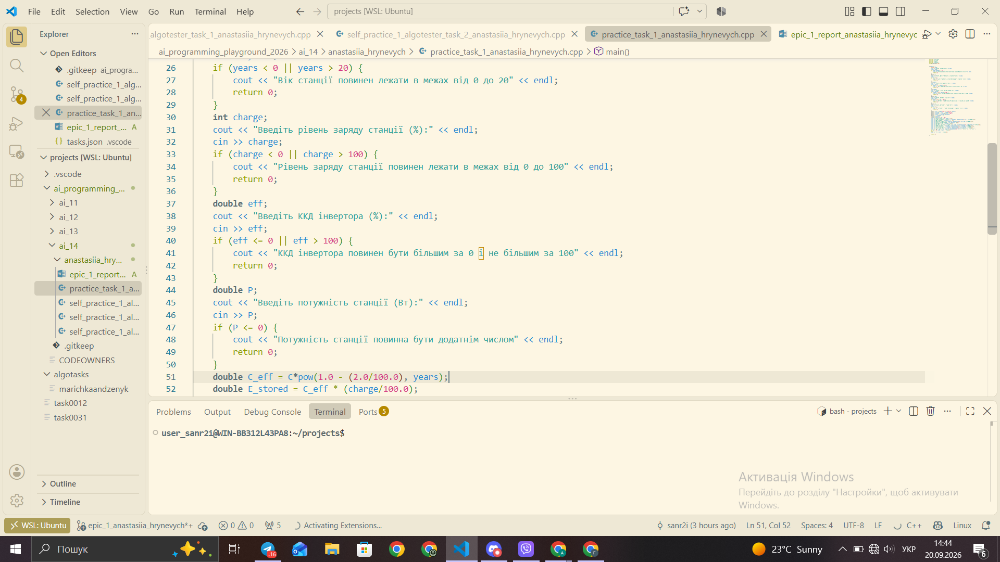 File Edit Selection View Go Run Terminal Help
projects [WSL: Ubuntu]
Explorer
Open Editors
.gitkeep ai_progra...
self_practice_1_alg...
self_practice_1_alg...
practice_task_1_an...
epic_1_report_... A
tasks.json .vscode
projects [WSL: Ubuntu]
.vscode
ai_programming_...
ai_11
ai_12
ai_13
ai_14
anastasiia_hry...
epic_1_report... A
practice_task_1_a...
self_practice_1_al...
self_practice_1_al...
self_practice_1_al...
.gitkeep
CODEOWNERS
algotasks
marichkaandzenyk
task0012
task0031
Outline
Timeline
_algotester_task_1_anastasiia_hrynevych.cpp self_practice_1_algotester_task_2_anastasiia_hrynevych.cpp practice_task_1_anastasiia_hrynevych.cpp epic_1_report_anastasiia_hrynevyc
ai_programming_playground_2026 > ai_14 > anastasiia_hrynevych > practice_task_1_anastasiia_hrynevych.cpp > main()
26 if (years < 0 || years > 20) {
27 cout << "Вік станції повинен лежати в межах від 0 до 20" << endl;
28 return 0;
29 }
30 int charge;
31 cout << "Введіть рівень заряду станції (%):" << endl;
32 cin >> charge;
33 if (charge < 0 || charge > 100) {
34 cout << "Рівень заряду станції повинен лежати в межах від 0 до 100" << endl;
35 return 0;
36 }
37 double eff;
38 cout << "Введіть ККД інвертора (%):" << endl;
39 cin >> eff;
40 if (eff <= 0 || eff > 100) {
41 cout << "ККД інвертора повинен бути більшим за 0 і не більшим за 100" << endl;
42 return 0;
43 }
44 double P;
45 cout << "Введіть потужність станції (Вт):" << endl;
46 cin >> P;
47 if (P <= 0) {
48 cout << "Потужність станції повинна бути додатнім числом" << endl;
49 return 0;
50 }
51 double C_eff = C*pow(1.0 - (2.0/100.0), years);
52 double E_stored = C_eff * (charge/100.0);
Problems Output Debug Console Terminal Ports 5
bash - projects
user_sanr2i@WIN-BB312L43PA8:~/projects$
Активація Windows
Перейдіть до розділу "Настройки", щоб активувати
Windows.
4
WSL: Ubuntu epic_1_anastasiia_hrynevych*+ 0 0 5 Activating Extensions... sanr2i (3 hours ago) Ln 51, Col 52 Spaces: 4 UTF-8 LF C++ Linux
Пошук
..16
23°C Sunny
УКР
14:44
20.09.2026
6